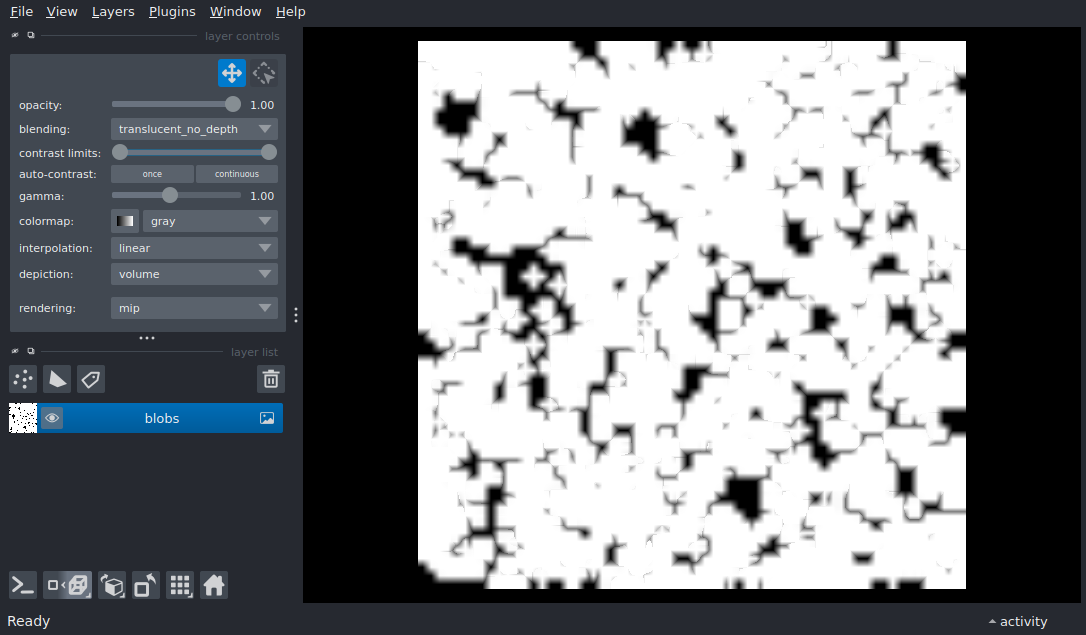 File View Layers Plugins Window Help
layer controls
opacity: 1.00
blending: translucent_no_depth
contrast limits:
auto-contrast: once continuous
gamma: 1.00
colormap: gray
interpolation: linear
depiction: volume
rendering: mip
layer list
blobs
Ready activity